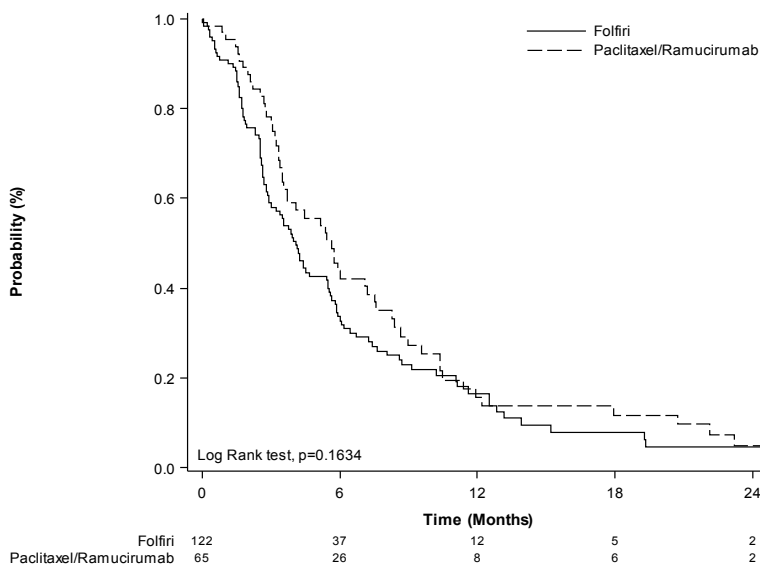 1.0
0.8
0.6
0.4
0.2
0.0
Probability (%)
Folfiri
Paclitaxel/Ramucirumab
Log Rank test, p=0.1634
0 6 12 18 24
Time (Months)
Folfiri 122 37 12 5 2
Paclitaxel/Ramucirumab 65 26 8 6 2